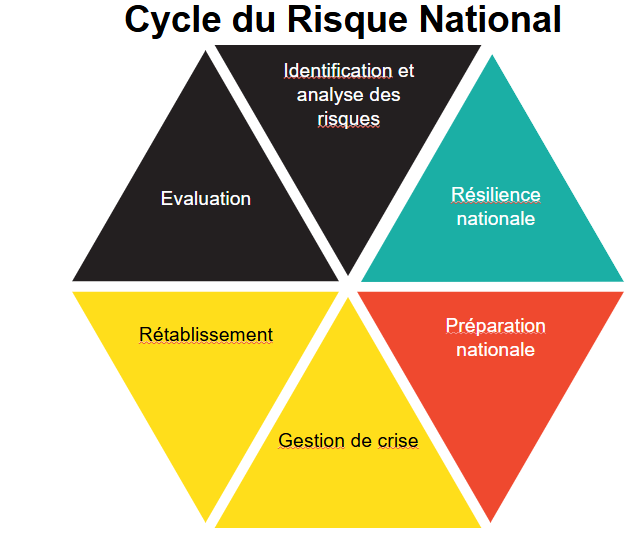 Cycle du Risque National
Identification et
analyse des
risques
Evaluation
Résilience
nationale
Rétablissement
Préparation
nationale
Gestion de crise